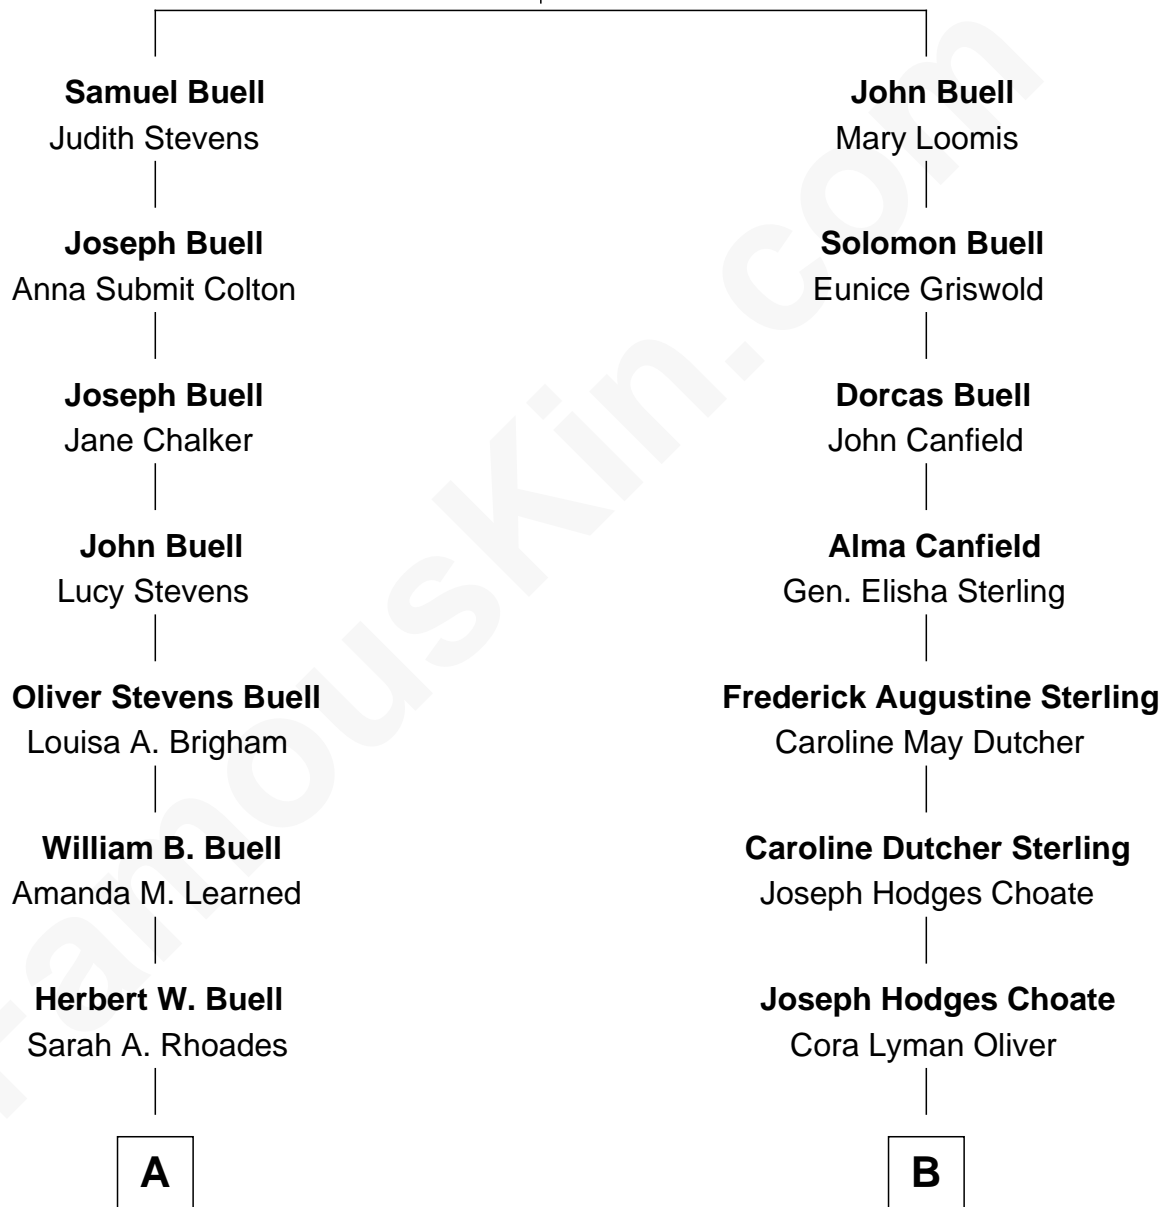 Samuel Buell
Judith Stevens
Joseph Buell
Anna Submit Colton
Joseph Buell
Jane Chalker
John Buell
Lucy Stevens
Oliver Stevens Buell
Louisa A. Brigham
William B. Buell
Amanda M. Learned
Herbert W. Buell
Sarah A. Rhoades
A
John Buell
Mary Loomis
Solomon Buell
Eunice Griswold
Dorcas Buell
John Canfield
Alma Canfield
Gen. Elisha Sterling
Frederick Augustine Sterling
Caroline May Dutcher
Caroline Dutcher Sterling
Joseph Hodges Choate
Joseph Hodges Choate
Cora Lyman Oliver
B
FamousKin.com